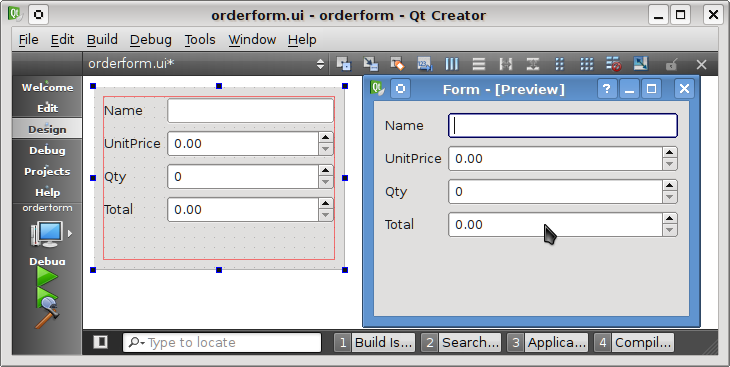 orderform.ui - orderform - Qt Creator
File Edit Build Debug Tools Window Help
orderform.ui*
Welcome
Edit
Design
Debug
Projects
Help
orderform
Debug
Name
UnitPrice 0.00
Qty 0
Total 0.00
Qt Form - [Preview] ?
Name
UnitPrice 0.00
Qty 0
Total 0.00
Type to locate 1 Build Is... 2 Search... 3 Applica... 4 Compil...